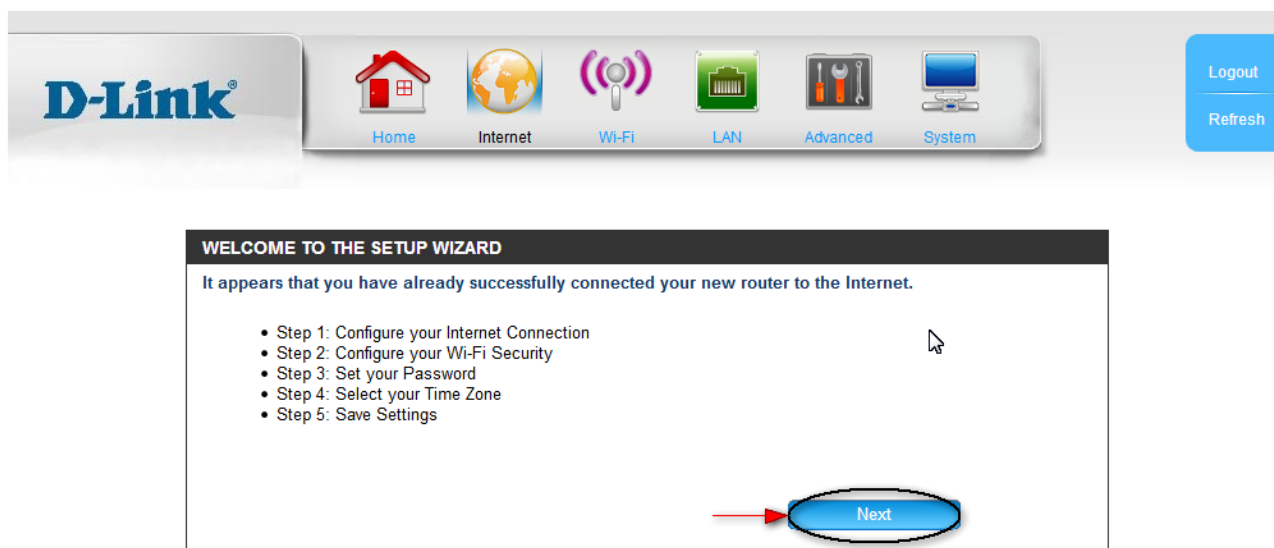 D-Link®
Home
Internet
Wi-Fi
LAN
Advanced
System
Logout
Refresh
WELCOME TO THE SETUP WIZARD
It appears that you have already successfully connected your new router to the Internet.
• Step 1: Configure your Internet Connection
• Step 2: Configure your Wi-Fi Security
• Step 3: Set your Password
• Step 4: Select your Time Zone
• Step 5: Save Settings
Next